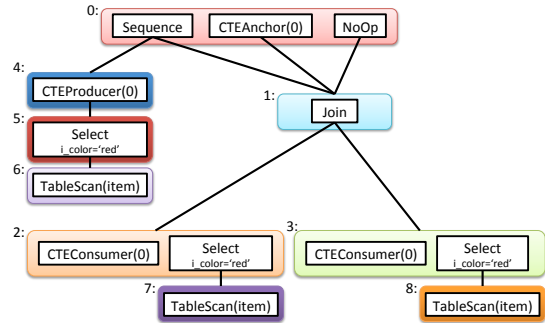 0:
Sequence
CTEAnchor(0)
NoOp
4:
CTEProducer(0)
1:
Join
5:
Select
i_color='red'
6:
TableScan(item)
2:
CTEConsumer(0)
Select
i_color='red'
3:
CTEConsumer(0)
Select
i_color='red'
7:
TableScan(item)
8:
TableScan(item)